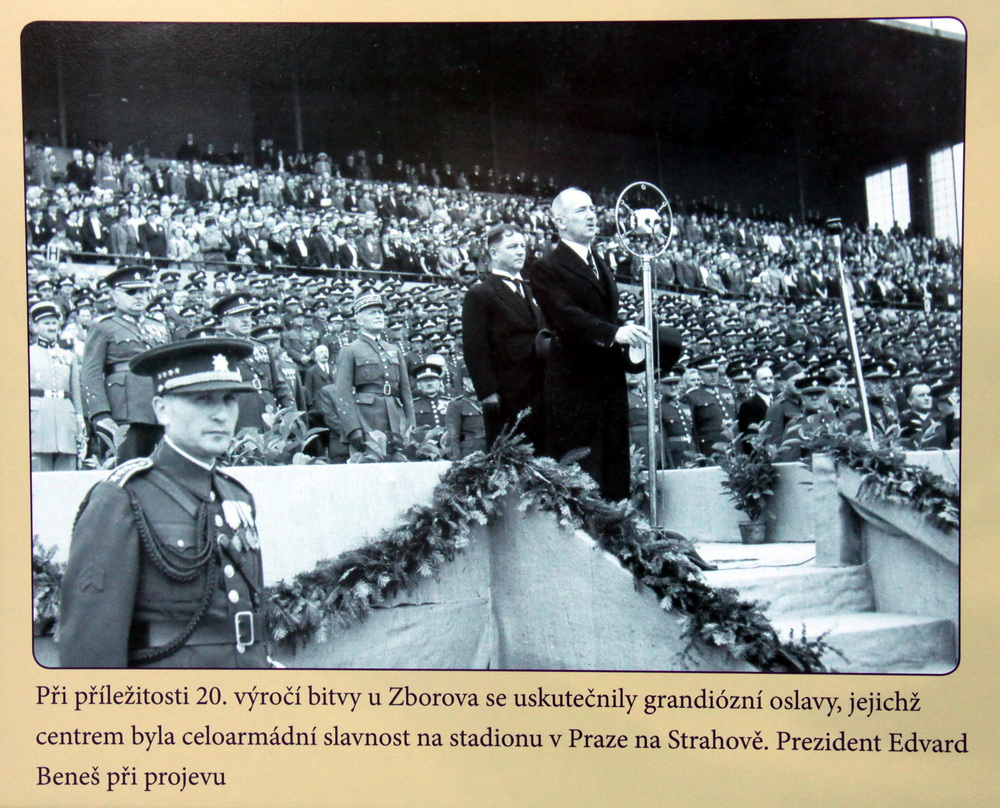 Při příležitosti 20. výročí bitvy u Zborova se uskutečnily grandiózní oslavy, jejichž
centrem byla celoarmádní slavnost na stadionu v Praze na Strahově. Prezident Edvard
Beneš při projevu